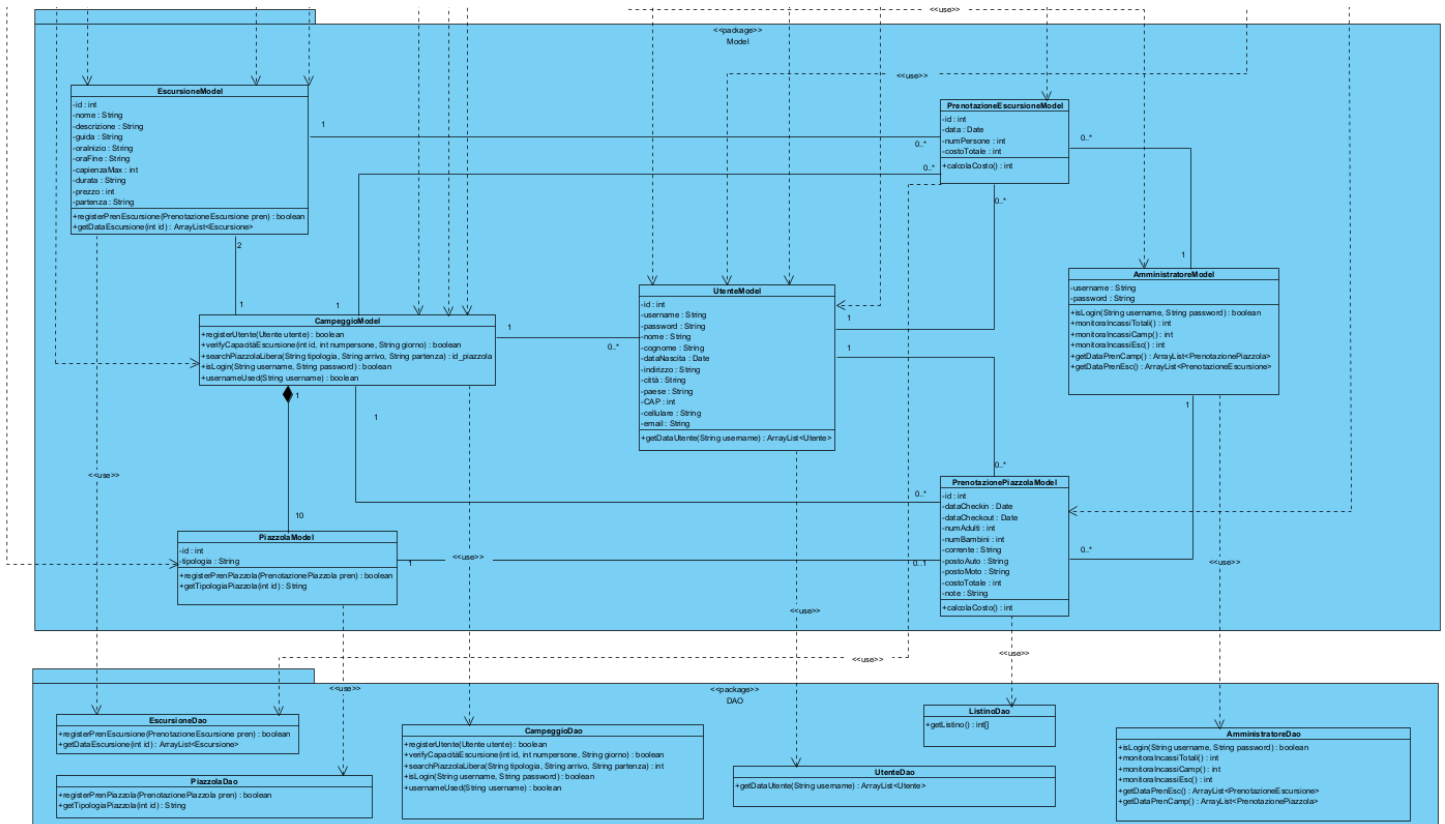 <<use>>
<<package>>
Model
<<use>>
EscursioneModel
-id : int
-nome : String
-descrizione : String
-guida : String
-oraInizio : String
-oraFine : String
-capienzaMax : int
-durata : String
-prezzo : int
-partenza : String
+registerPrenEscursione(PrenotazioneEscursione pren) : boolean
+getDataEscursione(int id) : ArrayList<Escursione>
1
0..*
0..*
PrenotazioneEscursioneModel
-id : int
-data : Date
-numPersone : int
-costoTotale : int
+calcolaCosto() : int
0..*
0..*
2
1
1
1
AmministratoreModel
-username : String
-password : String
+isLogin(String username, String password) : boolean
+monitoraIncassiTotali() : int
+monitoraIncassiCamp() : int
+monitoraIncassiEsc() : int
+getDataPrenCamp() : ArrayList<PrenotazionePiazzola>
+getDataPrenEsc() : ArrayList<PrenotazioneEscursione>
1
UtenteModel
-id : int
-username : String
-password : String
-nome : String
-cognome : String
-dataNascita : Date
-indirizzo : String
-città : String
-paese : String
-CAP : int
-cellulare : String
-email : String
+getDataUtente(String username) : ArrayList<Utente>
1
1
CampeggioModel
+registerUtente(Utente utente) : boolean
+verifyCapacitàEscursione(int id, int numpersone, String giorno) : boolean
+searchPiazzolaLibera(String tipologia, String arrivo, String partenza) : id_piazzola
+isLogin(String username, String password) : boolean
+usernameUsed(String username) : boolean
1
0..*
1
1
<<use>>
10
0..*
0..*
PrenotazionePiazzolaModel
-id : int
-dataCheckin : Date
-dataCheckout : Date
-numAdulti : int
-numBambini : int
-corrente : String
-postoAuto : String
-postoMoto : String
-costoTotale : int
-note : String
+calcolaCosto() : int
0..*
<<use>>
PiazzolaModel
-id : int
-tipologia : String
+registerPrenPiazzola(PrenotazionePiazzola pren) : boolean
+getTipologiaPiazzola(int id) : String
1
<<use>>
0..1
<<use>>
<<use>>
<<use>>
<<use>>
<<package>>
DAO
EscursioneDao
+registerPrenEscursione(PrenotazioneEscursione pren) : boolean
+getDataEscursione(int id) : ArrayList<Escursione>
PiazzolaDao
+registerPrenPiazzola(PrenotazionePiazzola pren) : boolean
+getTipologiaPiazzola(int id) : String
CampeggioDao
+registerUtente(Utente utente) : boolean
+verifyCapacitàEscursione(int id, int numpersone, String giorno) : boolean
+searchPiazzolaLibera(String tipologia, String arrivo, String partenza) : int
+isLogin(String username, String password) : boolean
+usernameUsed(String username) : boolean
UtenteDao
+getDataUtente(String username) : ArrayList<Utente>
ListinoDao
+getListino() : int[]
AmministratoreDao
+isLogin(String username, String password) : boolean
+monitoraIncassiTotali() : int
+monitoraIncassiCamp() : int
+monitoraIncassiEsc() : int
+getDataPrenEsc() : ArrayList<PrenotazioneEscursione>
+getDataPrenCamp() : ArrayList<PrenotazionePiazzola>